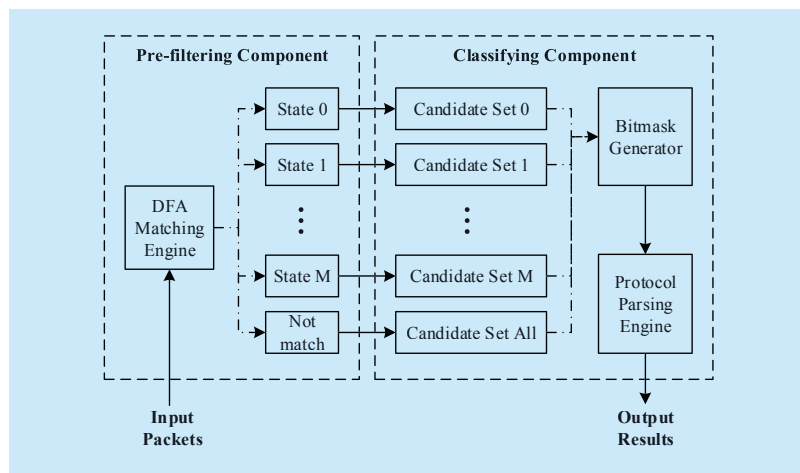 Pre-filtering Component
Classifying Component
State 0
Candidate Set 0
Bitmask
Generator
State 1
Candidate Set 1
DFA
Matching
Engine
State M
Candidate Set M
Protocol
Parsing
Engine
Not
match
Candidate Set All
Input
Packets
Output
Results